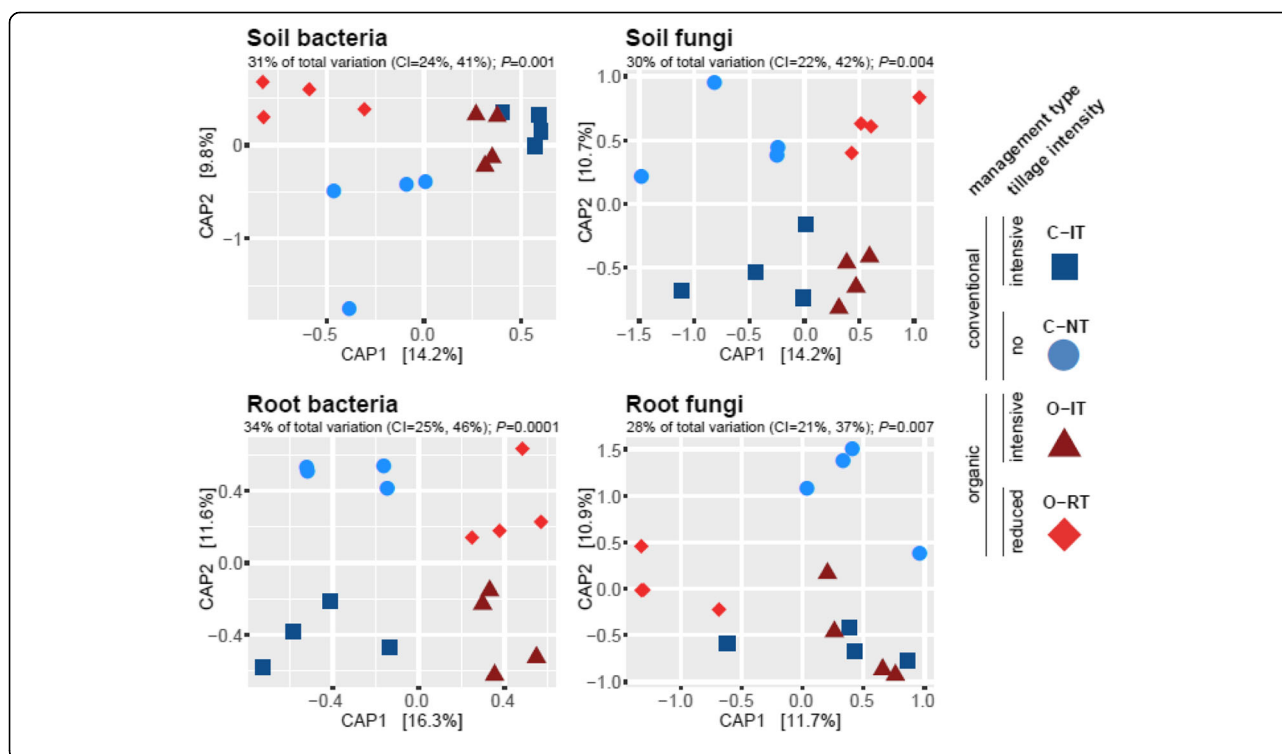 Soil bacteria
31% of total variation (CI=24%, 41%); P=0.001
0
−1
CAP2 [9.8%]
−0.5 0.0 0.5
CAP1 [14.2%]
Soil fungi
30% of total variation (CI=22%, 42%); P=0.004
1.0
0.5
0.0
−0.5
CAP2 [10.7%]
−1.5 −1.0 −0.5 0.0 0.5 1.0
CAP1 [14.2%]
Root bacteria
34% of total variation (CI=25%, 46%); P=0.0001
0.4
0.0
−0.4
CAP2 [11.6%]
−0.4 0.0 0.4
CAP1 [16.3%]
Root fungi
28% of total variation (CI=21%, 37%); P=0.007
1.5
1.0
0.5
0.0
−0.5
−1.0
CAP2 [10.9%]
−1.0 −0.5 0.0 0.5 1.0
CAP1 [11.7%]
management type
tillage intensity
conventional
intensive
C−IT
no
C−NT
organic
intensive
O−IT
reduced
O−RT